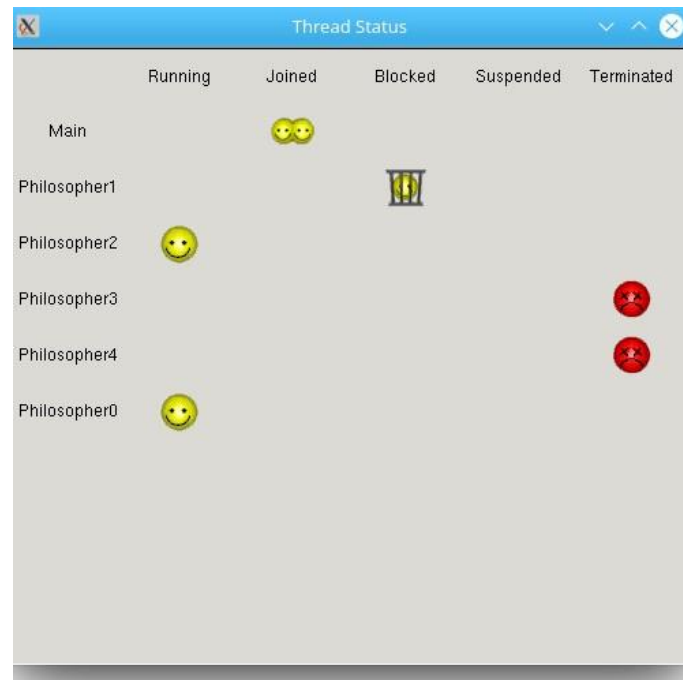 Thread Status
Running Joined Blocked Suspended Terminated
Main
Philosopher1
Philosopher2
Philosopher3
Philosopher4
Philosopher0